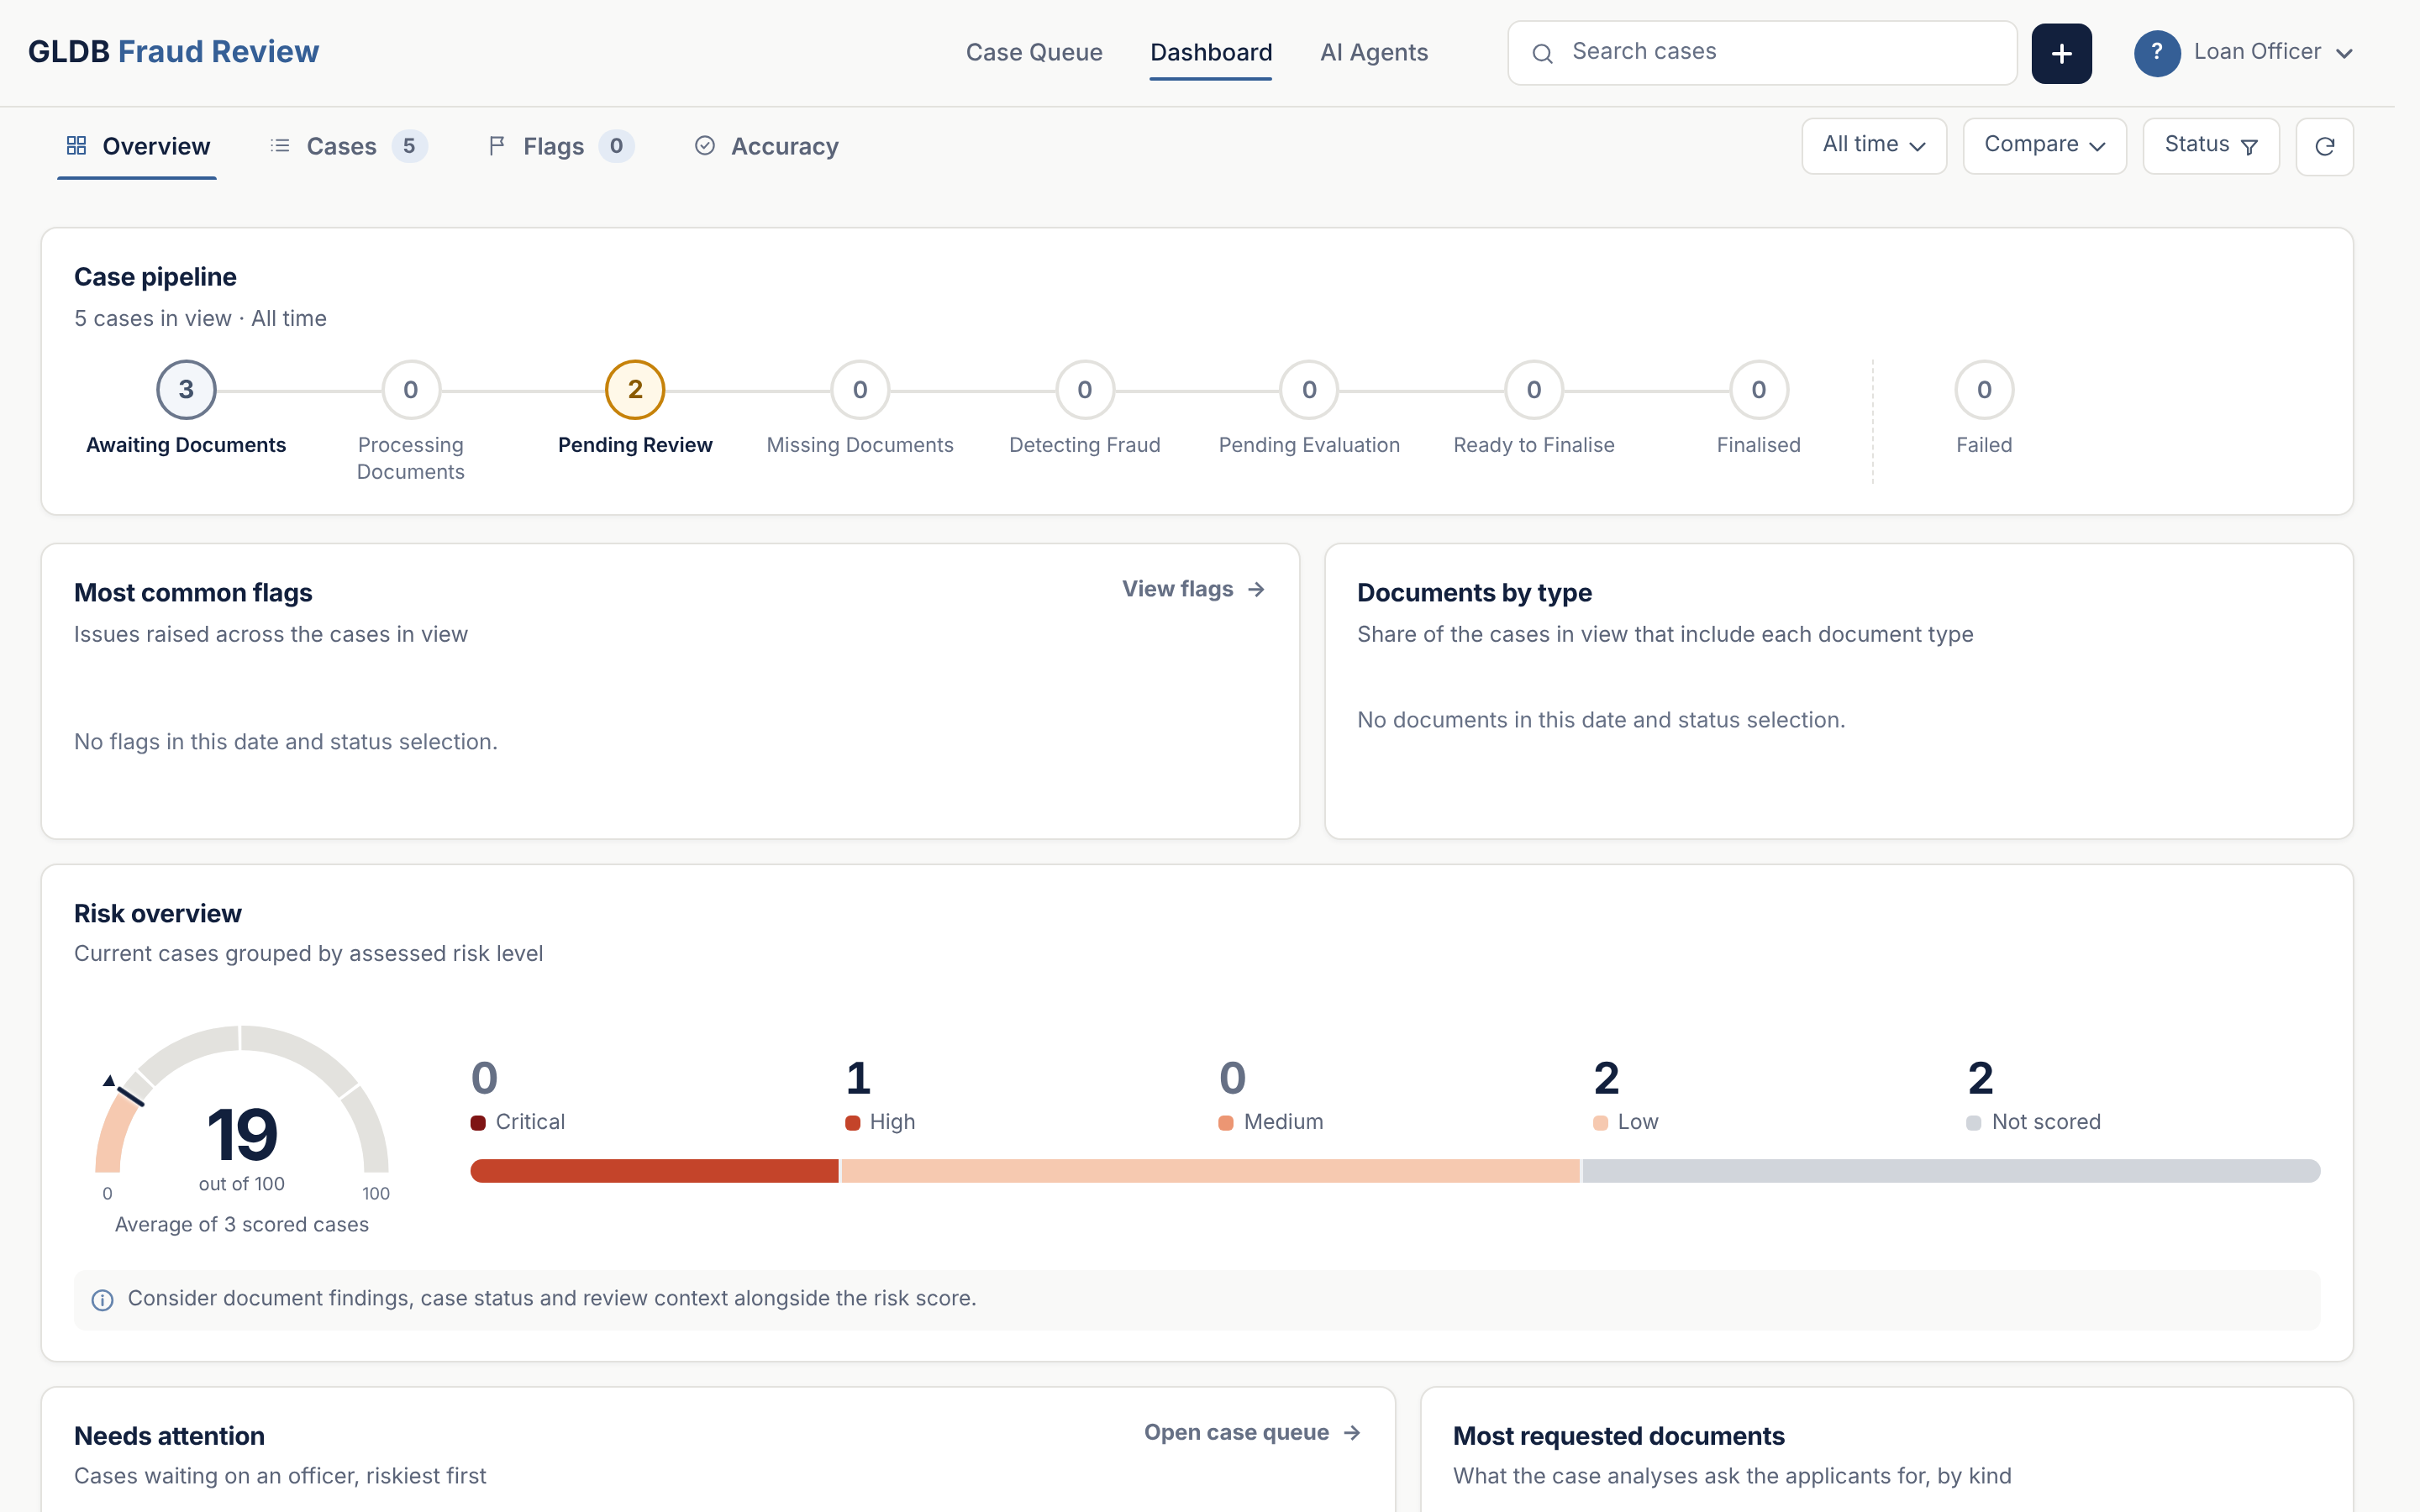 GLDB Fraud Review
Case Queue
Dashboard
AI Agents
Search cases
+
?
Loan Officer
Overview
Cases 5
Flags 0
Accuracy
All time
Compare
Status
Case pipeline
5 cases in view · All time
3
0
2
0
0
0
0
0
0
Awaiting Documents
Processing
Documents
Pending Review
Missing Documents
Detecting Fraud
Pending Evaluation
Ready to Finalise
Finalised
Failed
Most common flags
View flags →
Issues raised across the cases in view
No flags in this date and status selection.
Documents by type
Share of the cases in view that include each document type
No documents in this date and status selection.
Risk overview
Current cases grouped by assessed risk level
19
out of 100
0
100
Average of 3 scored cases
0
Critical
1
High
0
Medium
2
Low
2
Not scored
Consider document findings, case status and review context alongside the risk score.
Needs attention
Open case queue →
Cases waiting on an officer, riskiest first
Most requested documents
What the case analyses ask the applicants for, by kind